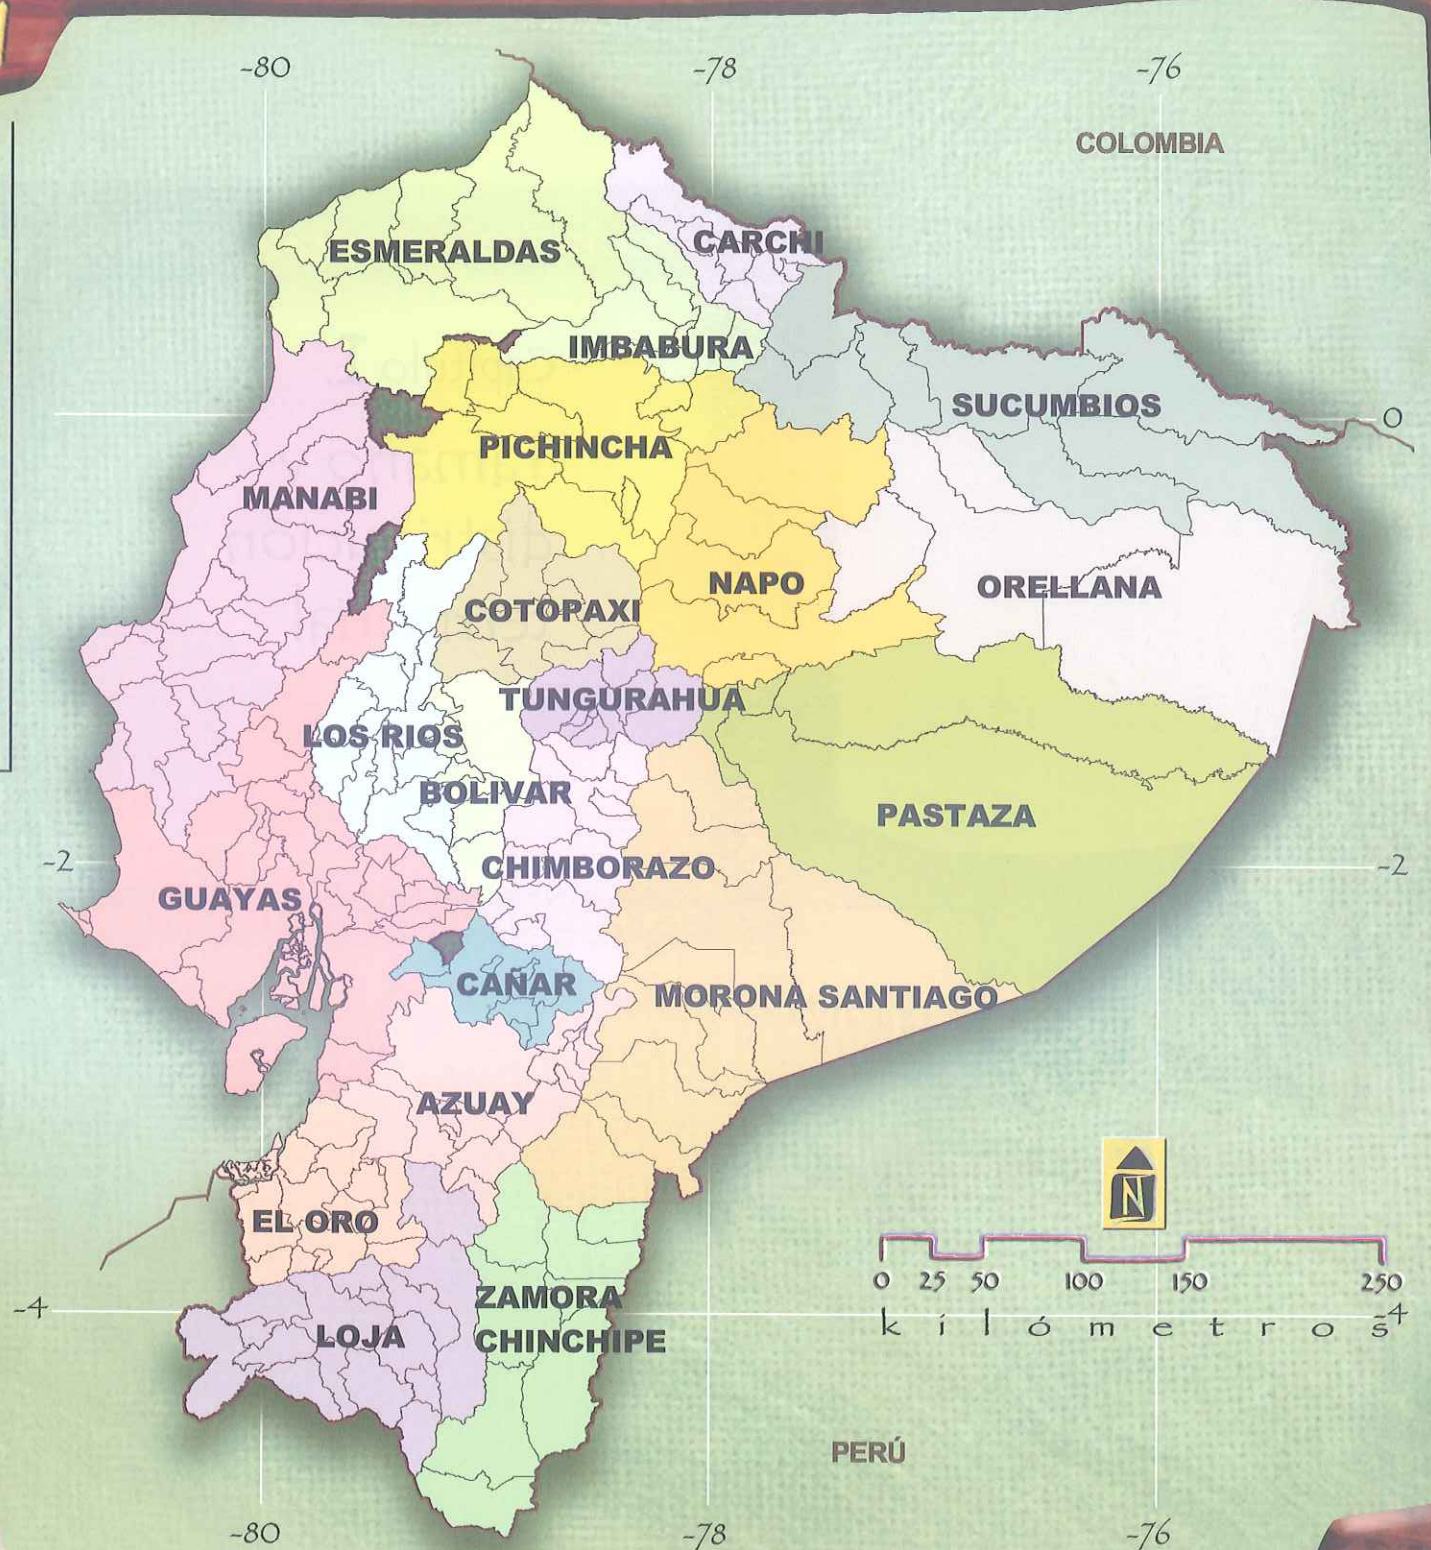 -80
-78
-76
COLOMBIA
CARCHI
ESMERALDAS
IMBABURA
SUCUMBIOS
0
PICHINCHA
MANABI
NAPO
ORELLANA
COTOPAXI
TUNGURAHUA
LOS RIOS
BOLIVAR
PASTAZA
-2
CHIMBORAZO
-2
GUAYAS
CAÑAR
MORONA SANTIAGO
AZUAY
N
EL ORO
0 25 50 100 150 250
kilómetros
ZAMORA
CHINCHIPE
-4
-4
LOJA
PERÚ
-80
-78
-76